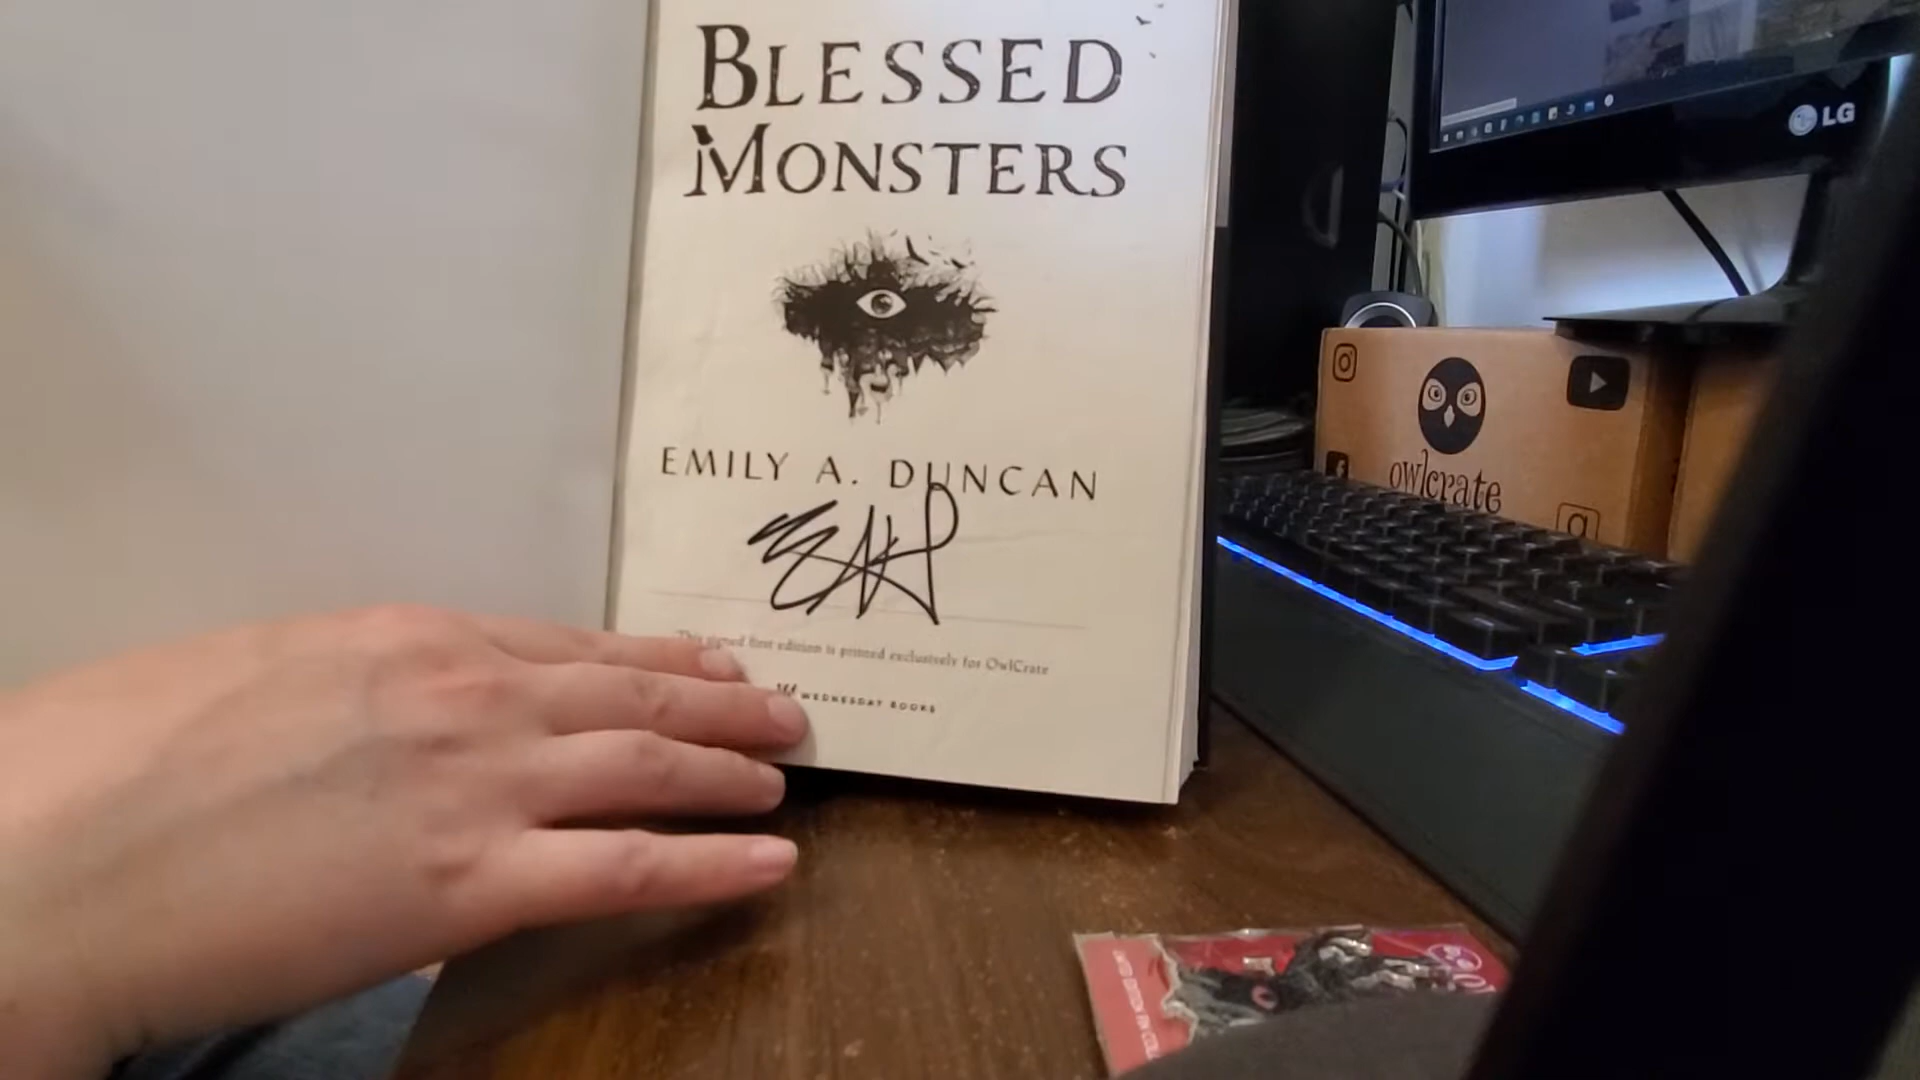 BLESSED
MONSTERS
EMILY A. DUNCAN
This signed first edition is printed exclusively for OwlCrate
WEDNESDAY BOOKS
LG
owlcrate